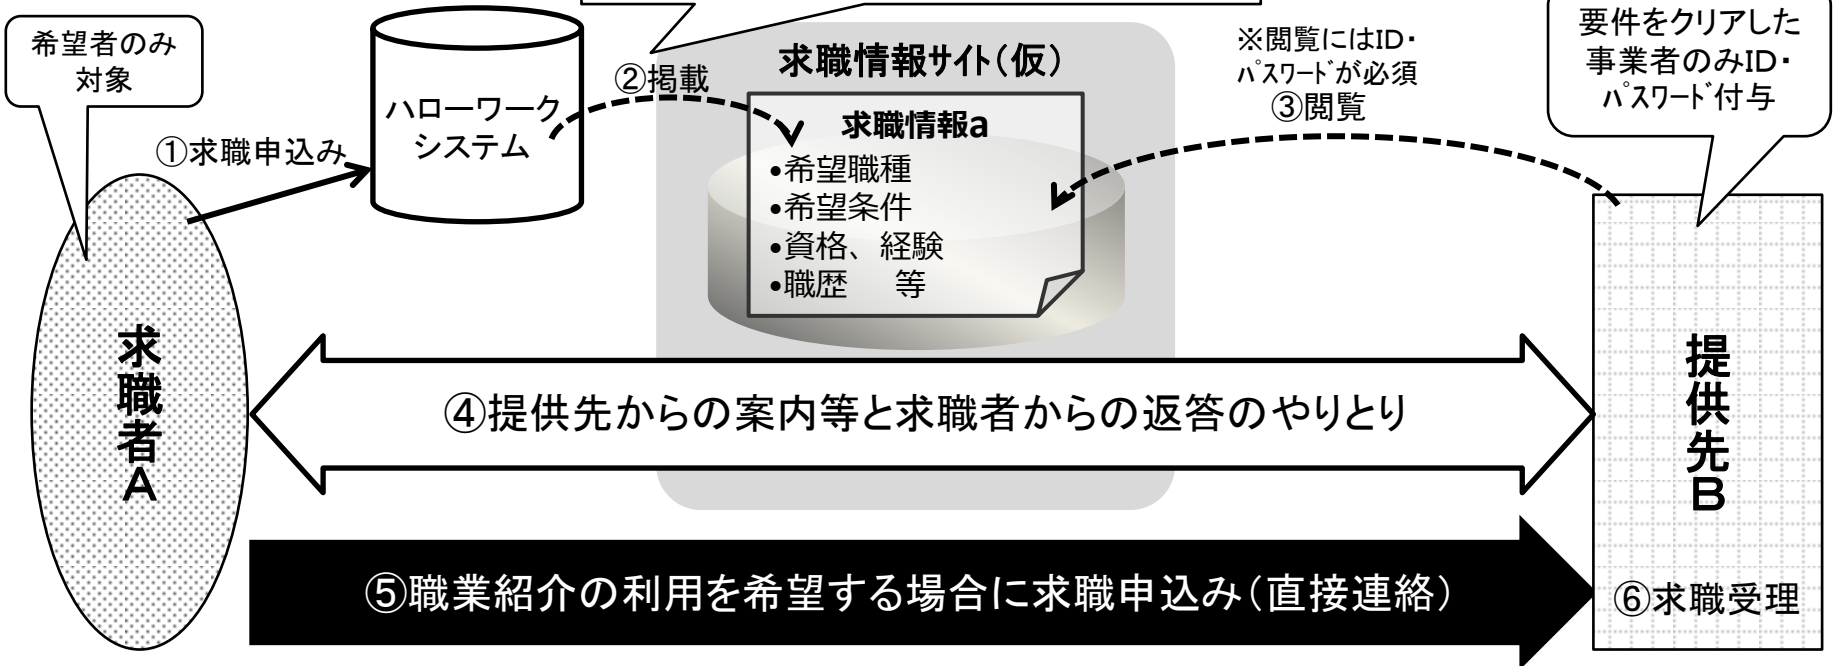 希望者のみ
対象
①求職申込み
ハローワーク
システム
②掲載
求職情報サイト（仮）
求職情報a
•希望職種
•希望条件
•資格、経験
•職歴　等
※閲覧にはID・
ﾊﾟｽﾜｰﾄﾞが必須
③閲覧
要件をクリアした
事業者のみID・
ﾊﾟｽﾜｰﾄﾞ付与
求職者A
④提供先からの案内等と求職者からの返答のやりとり
提供先B
⑤職業紹介の利用を希望する場合に求職申込み（直接連絡）
⑥求職受理